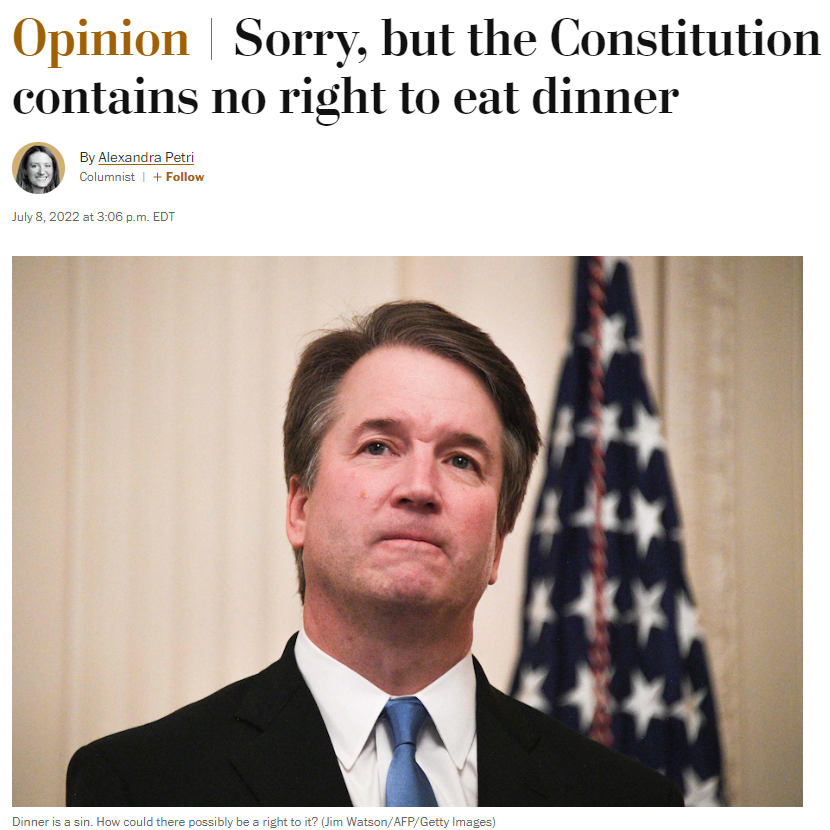 Opinion | Sorry, but the Constitution
contains no right to eat dinner
By Alexandra Petri
Columnist | + Follow
July 8, 2022 at 3:06 p.m. EDT
Dinner is a sin. How could there possibly be a right to it? (Jim Watson/AFP/Getty Images)